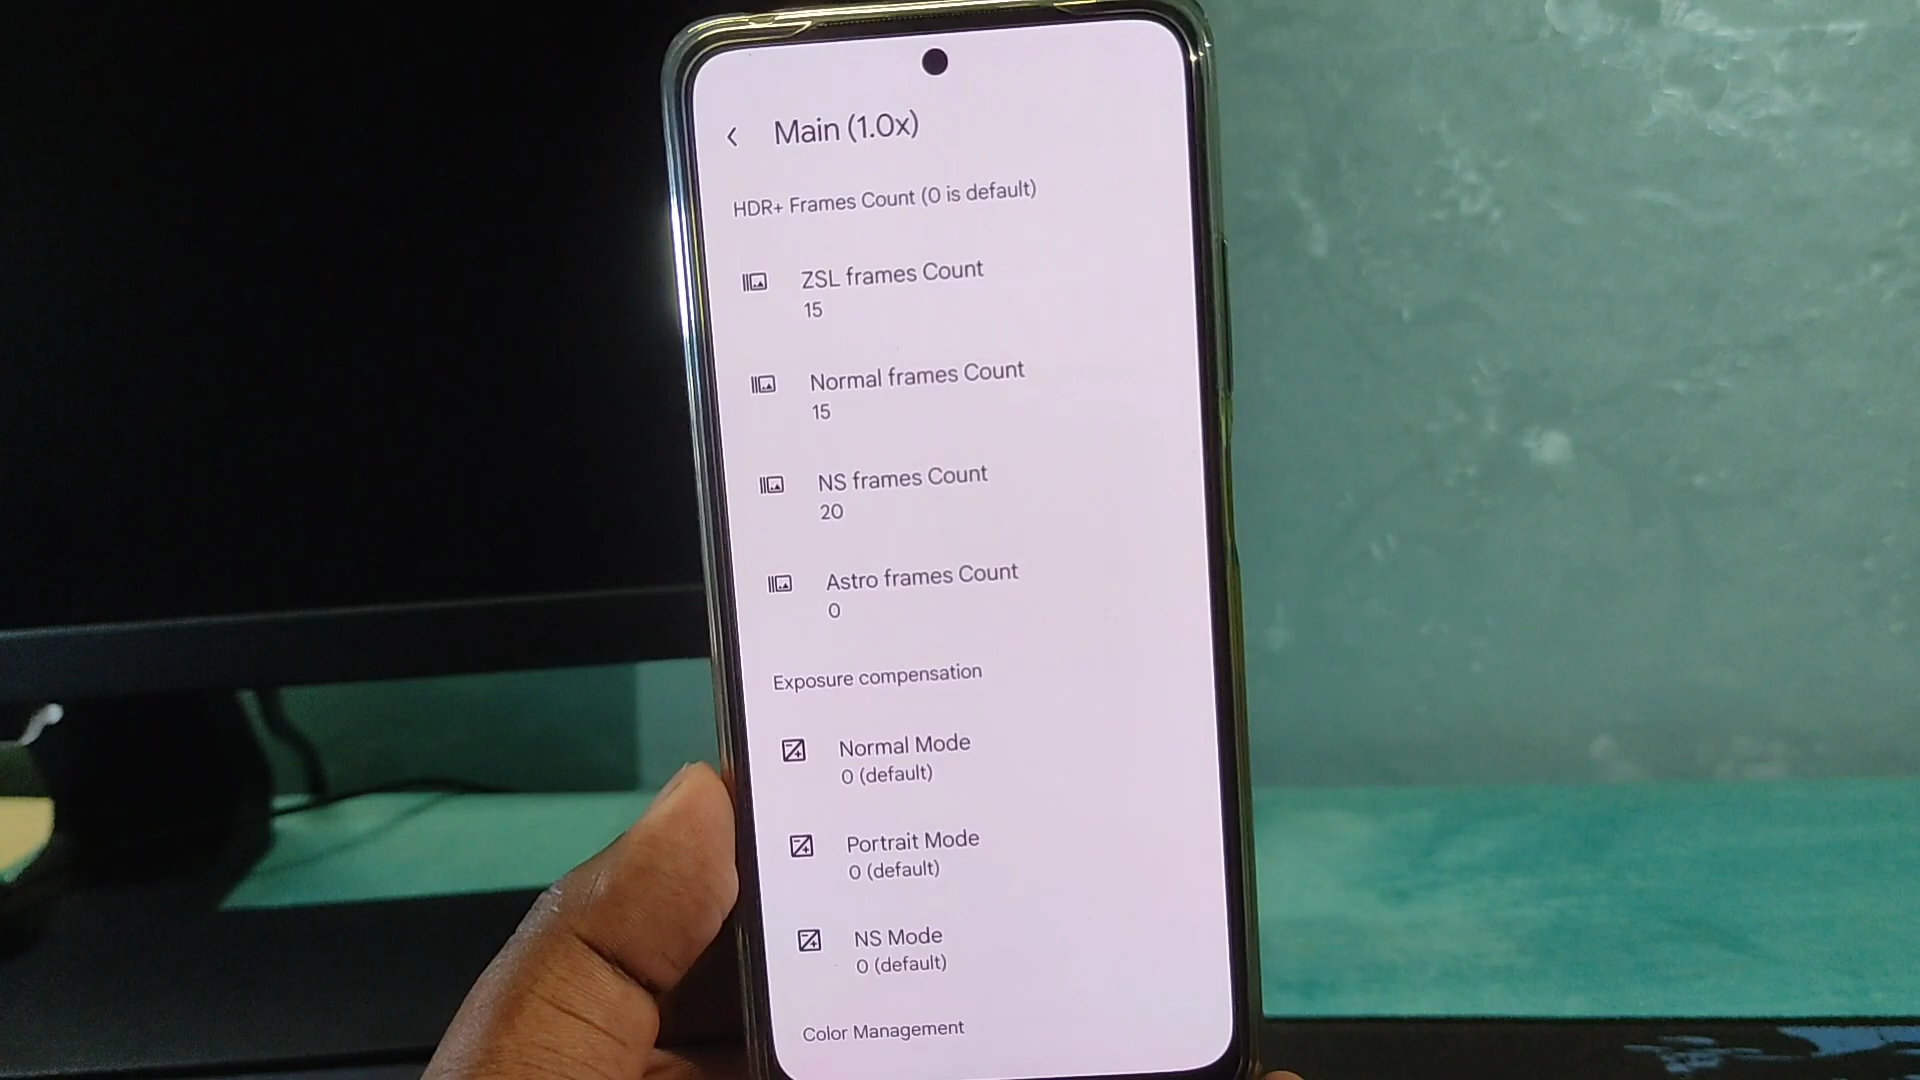 Main (1.0x)
HDR+ Frames Count (0 is default)
ZSL frames Count
15
Normal frames Count
15
NS frames Count
20
Astro frames Count
0
Exposure compensation
Normal Mode
0 (default)
Portrait Mode
0 (default)
NS Mode
0 (default)
Color Management